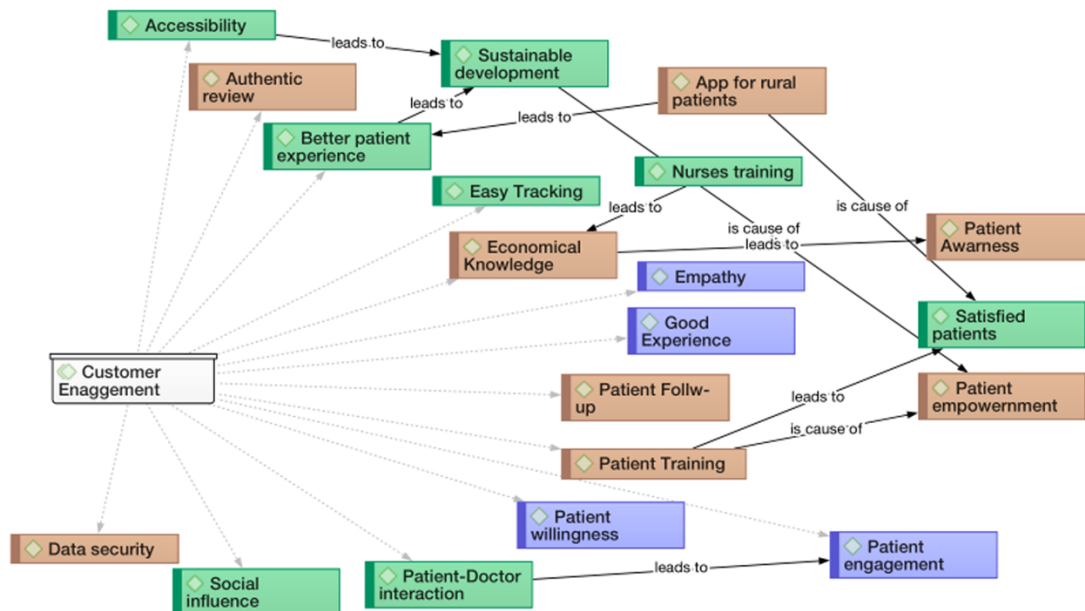 Accessibility
leads to
Sustainable
development
Authentic
review
App for rural
patients
leads to
leads to
Better patient
experience
Nurses training
Easy Tracking
leads to
is cause of
is cause of
Patient
Awarness
Economical
Knowledge
leads to
Empathy
Satisfied
patients
Good
Experience
Customer
Enaggement
Patient Follw-
up
Patient
empowernment
leads to
is cause of
Patient Training
Patient
willingness
Data security
Patient
engagement
Social
influence
Patient-Doctor
interaction
leads to